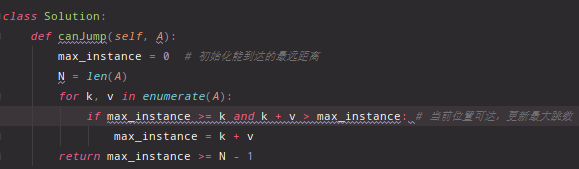 class Solution:
    def canJump(self, A):
        max_instance = 0  # 初始化能到达的最远距离
        N = len(A)
        for k, v in enumerate(A):
            if max_instance >= k and k + v > max_instance: # 当前位置可达，更新最大跳数
                max_instance = k + v
        return max_instance >= N - 1